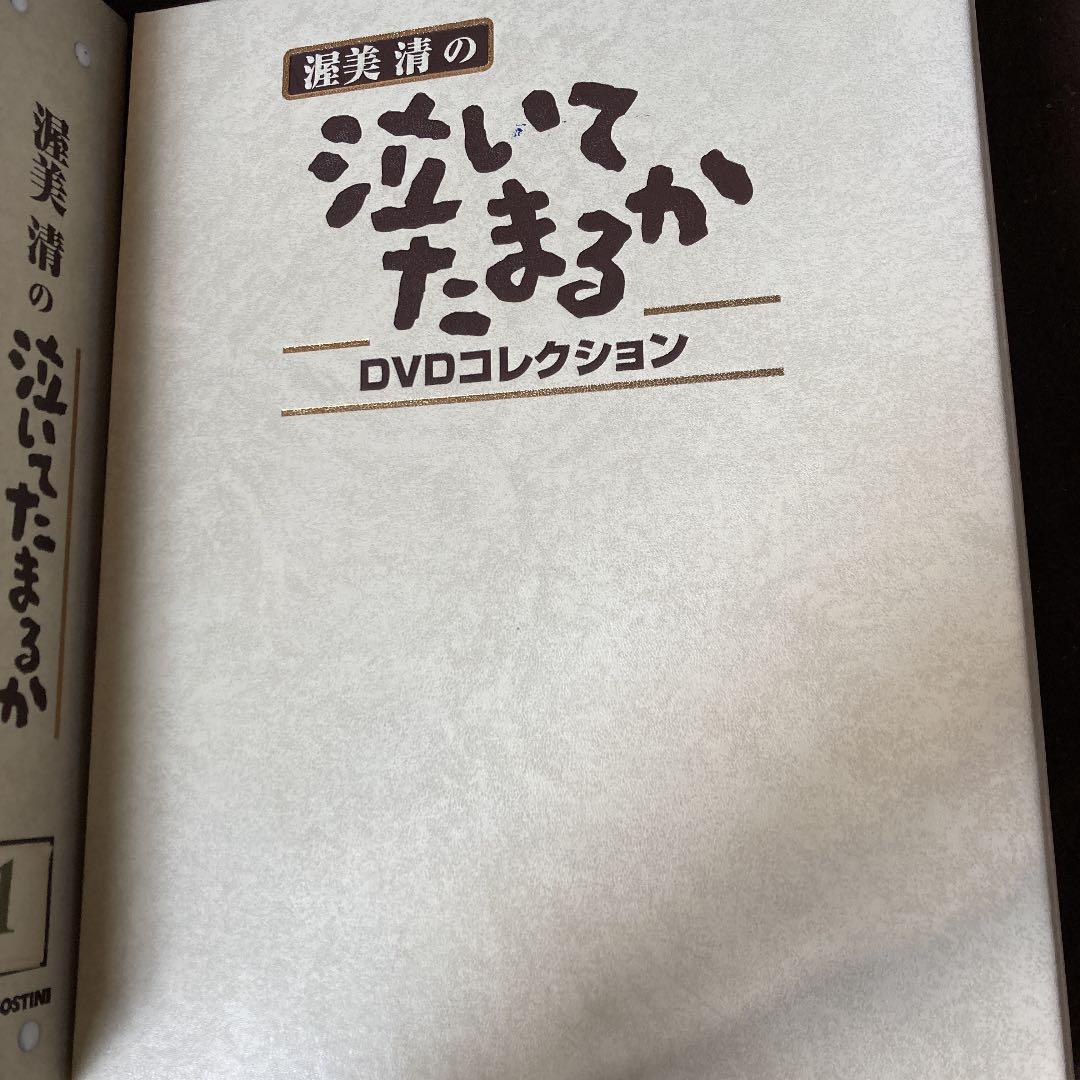 渥美 清の
泣いて
たまるか
DVDコレクション
渥美 清の
泣いてたまるか
1
OSTINI